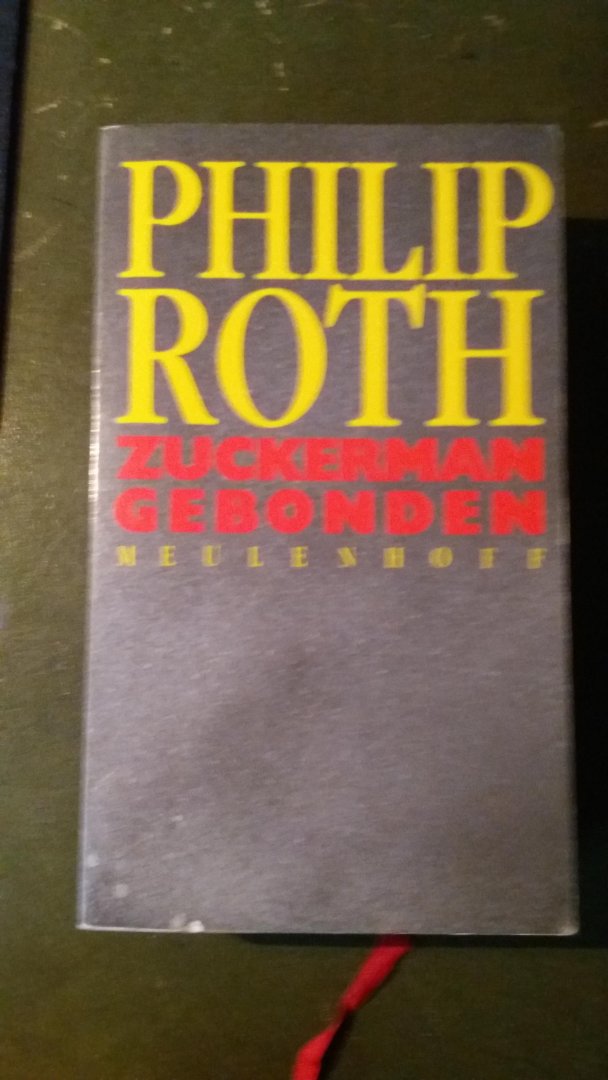 PHILIP
ROTH
ZUCKERMAN
GEBONDEN
MEULENHOFF